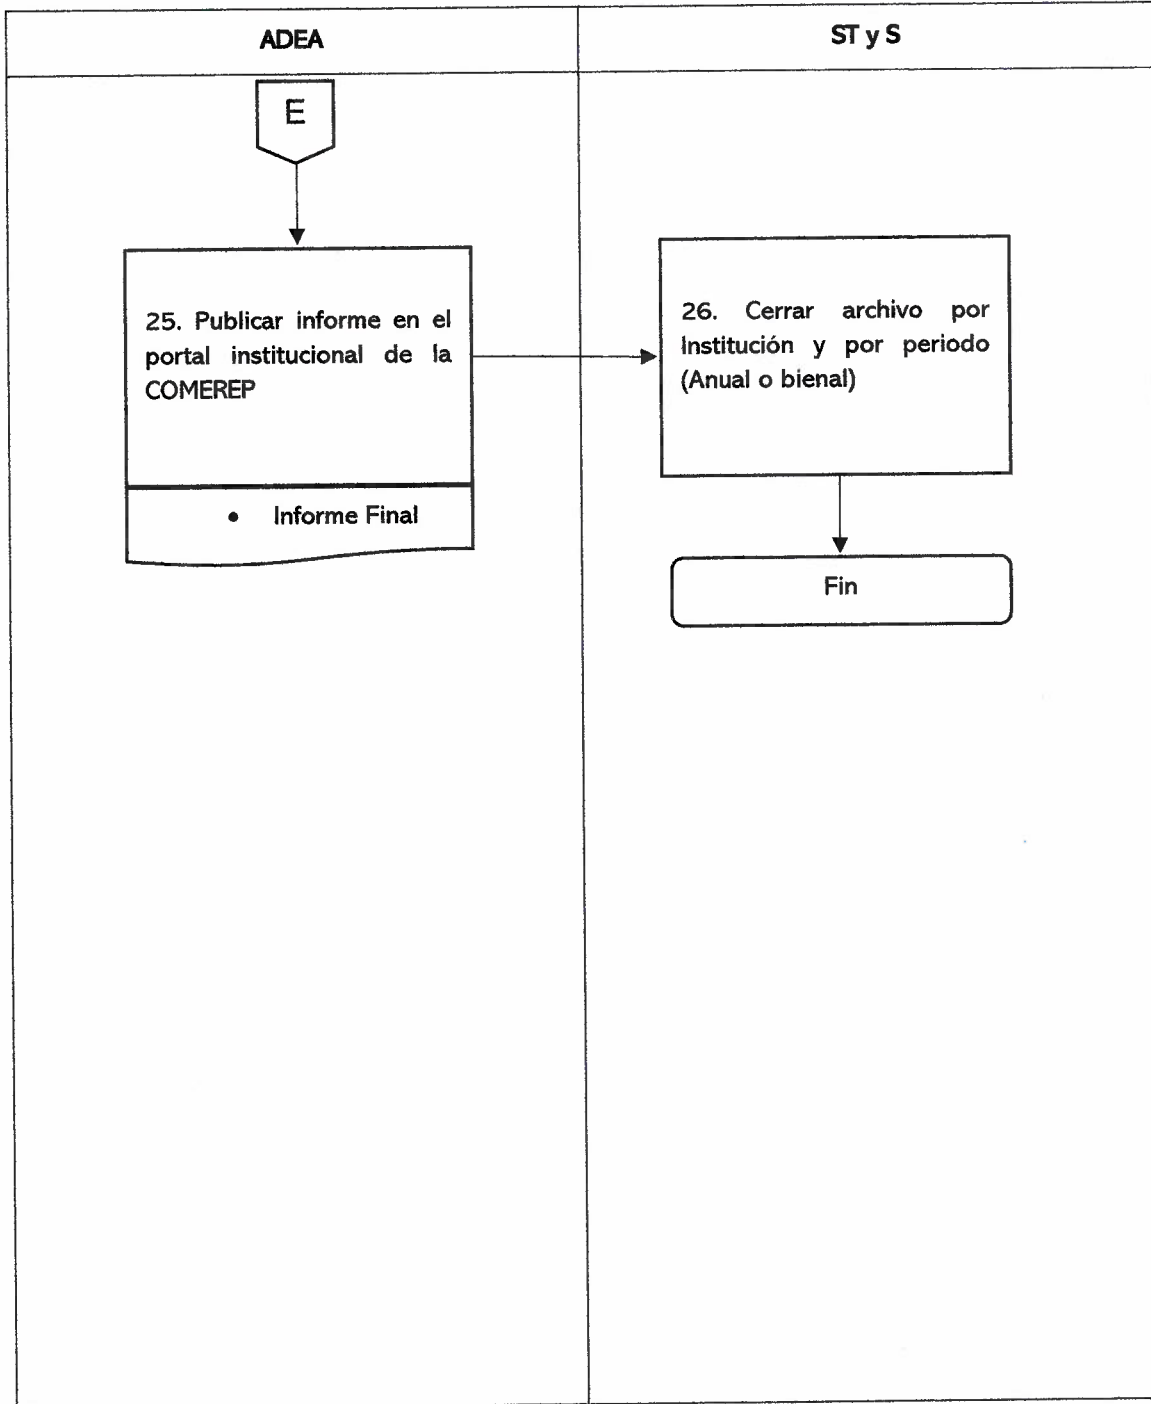 ADEA
ST y S
E
25. Publicar informe en el
portal institucional de la
COMEREP
• Informe Final
26. Cerrar archivo por
Institución y por periodo
(Anual o bienal)
Fin